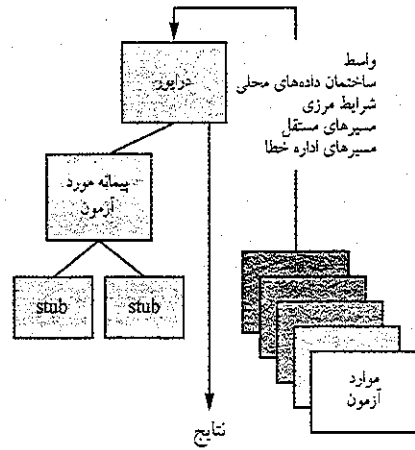 واسط
ساختمان داده‌های محلی
شرایط مرزی
مسیرهای مستقل
مسیرهای اداره خطا
درایور
پیمانه مورد
آزمون
stub
stub
موارد
آزمون
نتایج